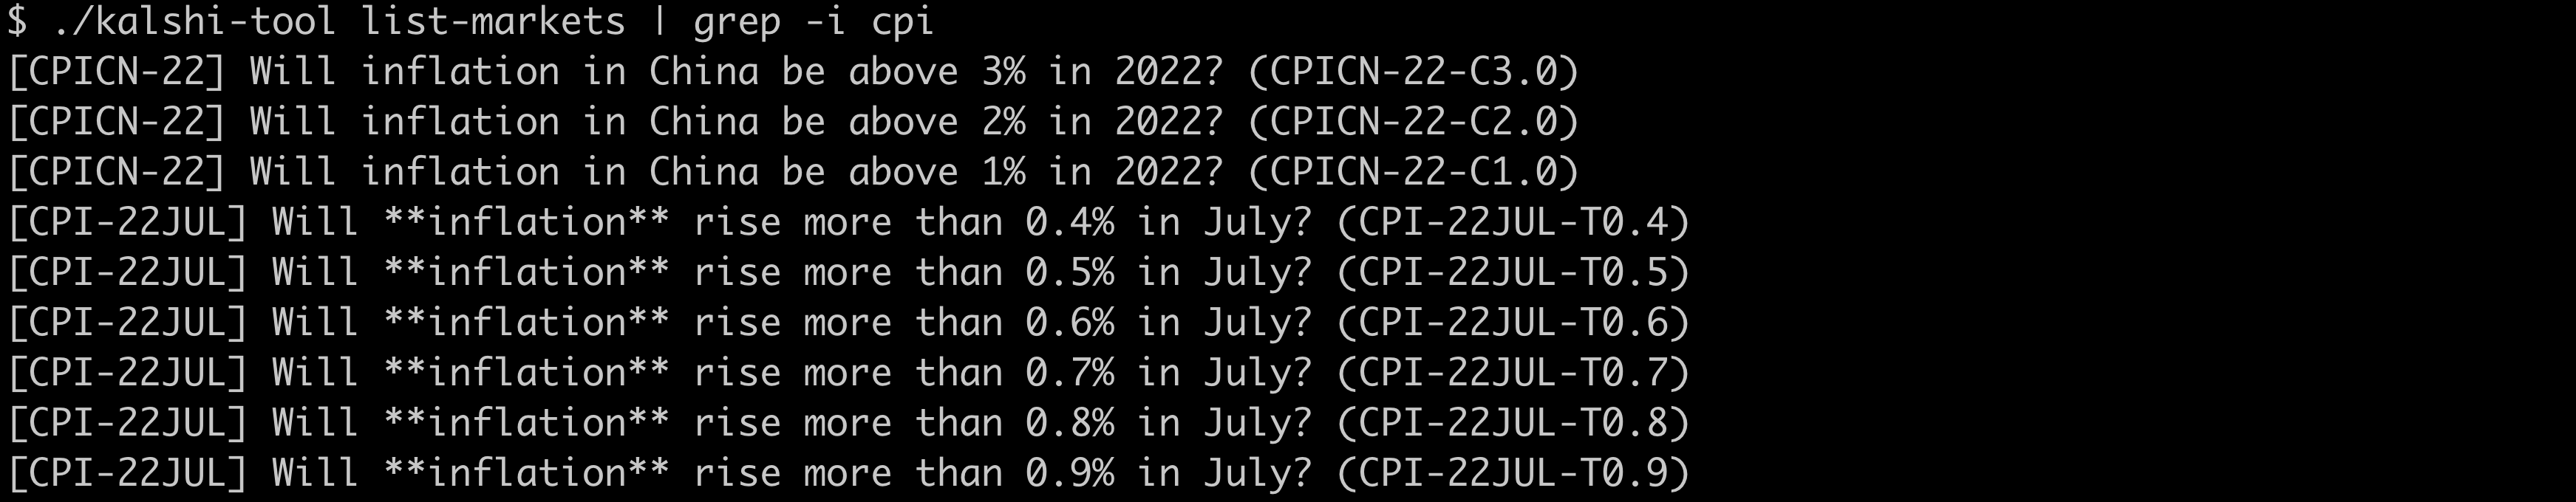 $ ./kalshi-tool list-markets | grep -i cpi
[CPICN-22] Will inflation in China be above 3% in 2022? (CPICN-22-C3.0)
[CPICN-22] Will inflation in China be above 2% in 2022? (CPICN-22-C2.0)
[CPICN-22] Will inflation in China be above 1% in 2022? (CPICN-22-C1.0)
[CPI-22JUL] Will **inflation** rise more than 0.4% in July? (CPI-22JUL-T0.4)
[CPI-22JUL] Will **inflation** rise more than 0.5% in July? (CPI-22JUL-T0.5)
[CPI-22JUL] Will **inflation** rise more than 0.6% in July? (CPI-22JUL-T0.6)
[CPI-22JUL] Will **inflation** rise more than 0.7% in July? (CPI-22JUL-T0.7)
[CPI-22JUL] Will **inflation** rise more than 0.8% in July? (CPI-22JUL-T0.8)
[CPI-22JUL] Will **inflation** rise more than 0.9% in July? (CPI-22JUL-T0.9)